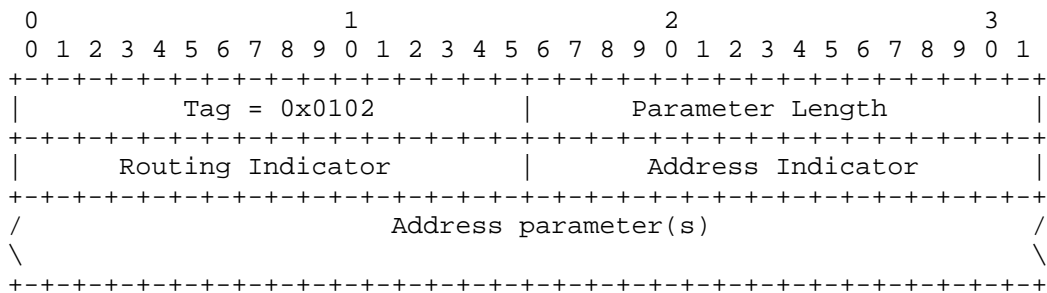 0                   1                   2                   3
 0 1 2 3 4 5 6 7 8 9 0 1 2 3 4 5 6 7 8 9 0 1 2 3 4 5 6 7 8 9 0 1
+-+-+-+-+-+-+-+-+-+-+-+-+-+-+-+-+-+-+-+-+-+-+-+-+-+-+-+-+-+-+-+-+
|          Tag = 0x0102         |      Parameter Length         |
+-+-+-+-+-+-+-+-+-+-+-+-+-+-+-+-+-+-+-+-+-+-+-+-+-+-+-+-+-+-+-+-+
|      Routing Indicator        |       Address Indicator       |
+-+-+-+-+-+-+-+-+-+-+-+-+-+-+-+-+-+-+-+-+-+-+-+-+-+-+-+-+-+-+-+-+
/                       Address parameter(s)                    /
\                                                               \
+-+-+-+-+-+-+-+-+-+-+-+-+-+-+-+-+-+-+-+-+-+-+-+-+-+-+-+-+-+-+-+-+